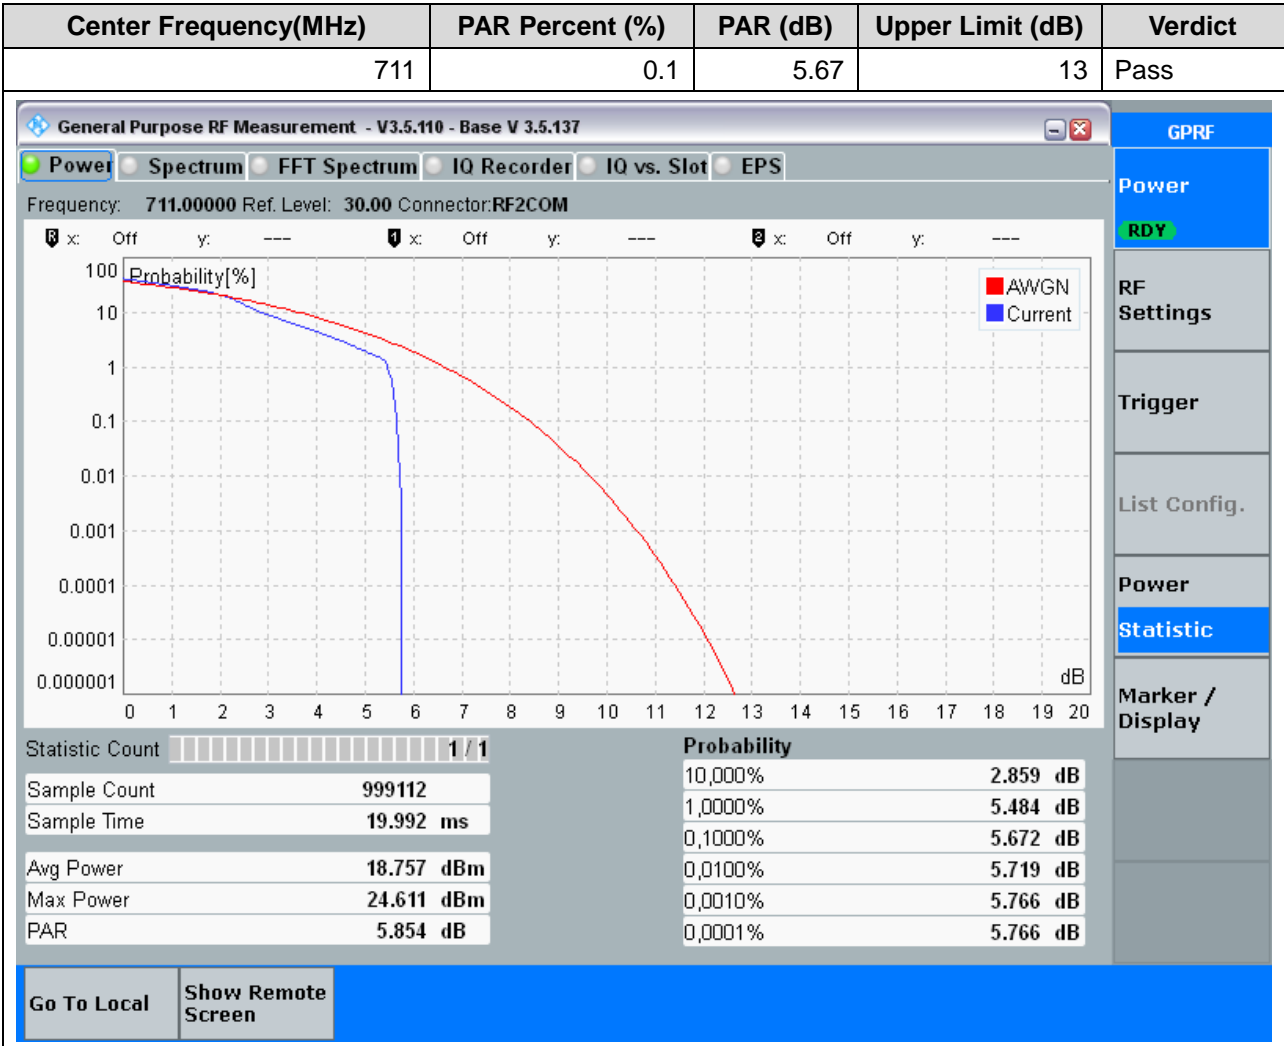 Center Frequency(MHz) PAR Percent (%) PAR (dB) Upper Limit (dB) Verdict
711 0.1 5.67 13 Pass
General Purpose RF Measurement - V3.5.110 - Base V 3.5.137
GPRF
Power Spectrum FFT Spectrum IQ Recorder IQ vs. Slot EPS
Frequency: 711.00000 Ref. Level: 30.00 Connector:RF2COM
R x: Off y: --- 1 x: Off y: --- 2 x: Off y: ---
Probability[%]
AWGN
Current
100
10
1
0.1
0.01
0.001
0.0001
0.00001
0.000001
dB
0 1 2 3 4 5 6 7 8 9 10 11 12 13 14 15 16 17 18 19 20
Statistic Count 1 / 1
Sample Count 999112
Sample Time 19.992 ms
Avg Power 18.757 dBm
Max Power 24.611 dBm
PAR 5.854 dB
Probability
10,000% 2.859 dB
1,0000% 5.484 dB
0,1000% 5.672 dB
0,0100% 5.719 dB
0,0010% 5.766 dB
0,0001% 5.766 dB
Power
RDY
RF
Settings
Trigger
List Config.
Power
Statistic
Marker /
Display
Go To Local
Show Remote
Screen